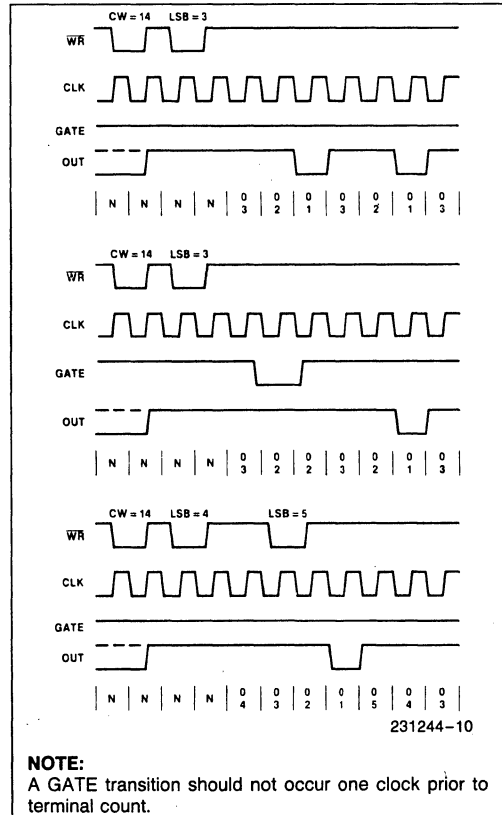 CW = 14 LSB = 3
WR
CLK
GATE
OUT
N N N N 0 0 0 0 0 0 0
3 2 1 3 2 1 3
CW = 14 LSB = 3
WR
CLK
GATE
OUT
N N N N 0 0 0 0 0 0 0
3 2 2 3 2 1 3
CW = 14 LSB = 4 LSB = 5
WR
CLK
GATE
OUT
N N N N 0 0 0 0 0 0 0
4 3 2 1 5 4 3
231244-10
NOTE:
A GATE transition should not occur one clock prior to
terminal count.